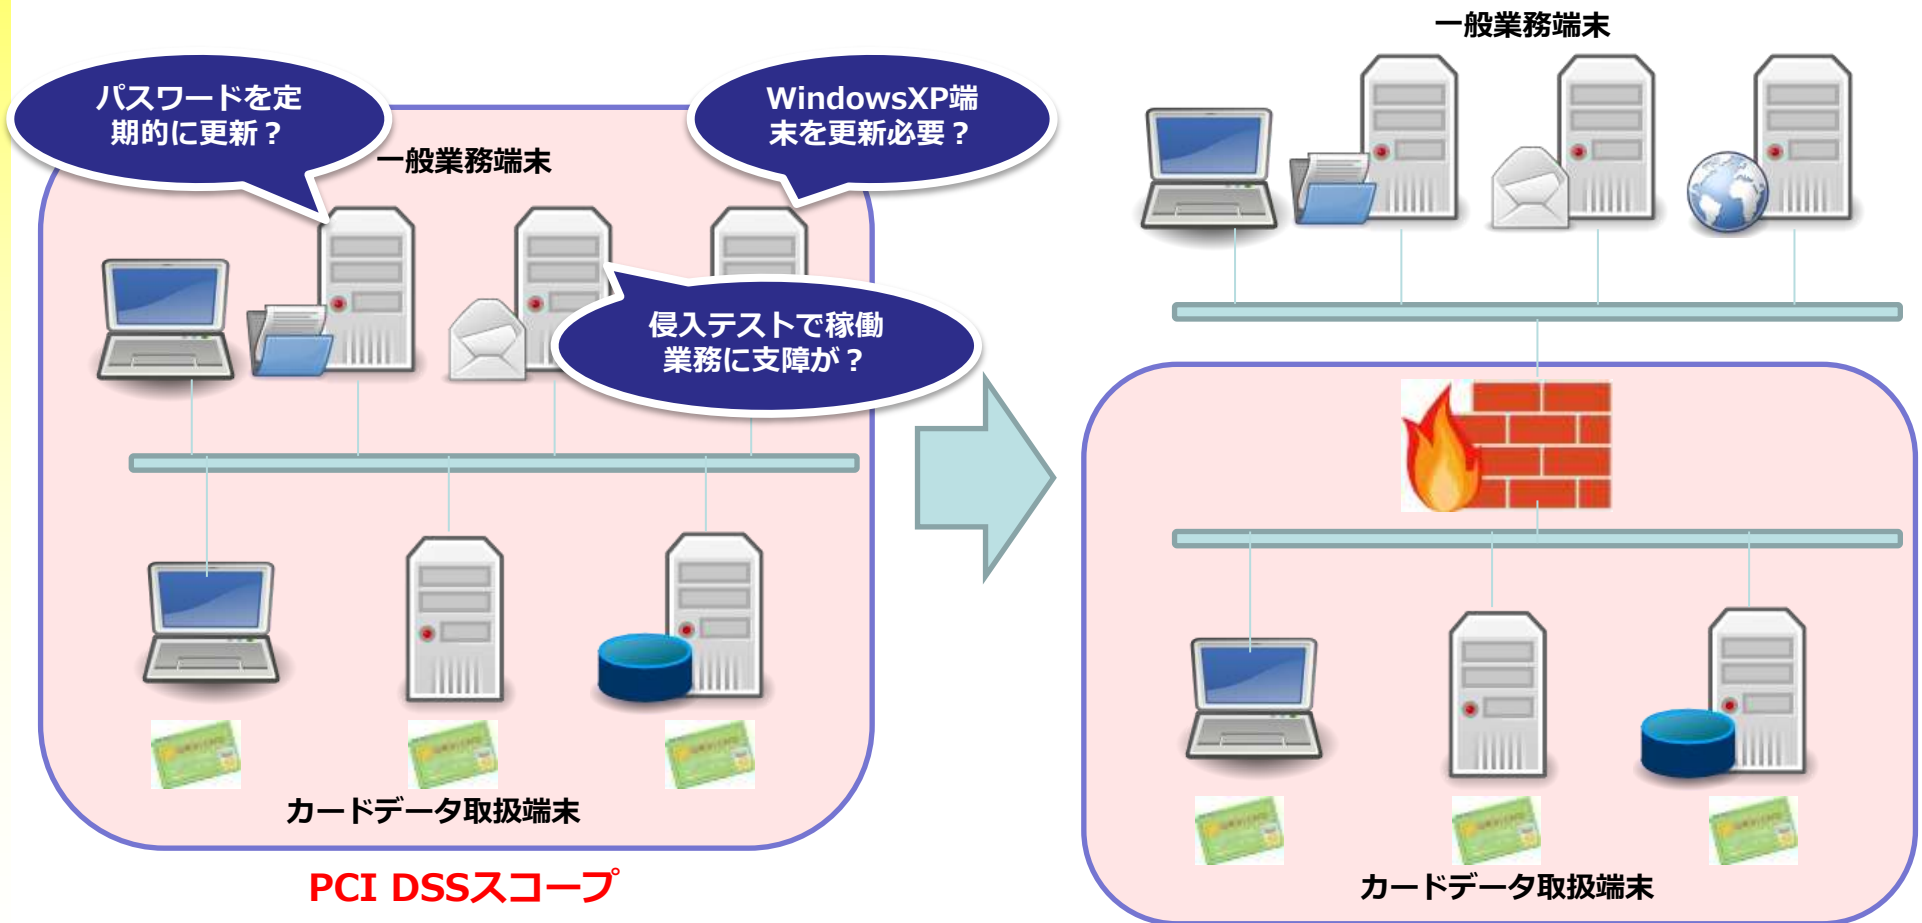 パスワードを定
期的に更新？
WindowsXP端
末を更新必要？
一般業務端末
侵入テストで稼働
業務に支障が？
カードデータ取扱端末
PCI DSSスコープ
一般業務端末
カードデータ取扱端末